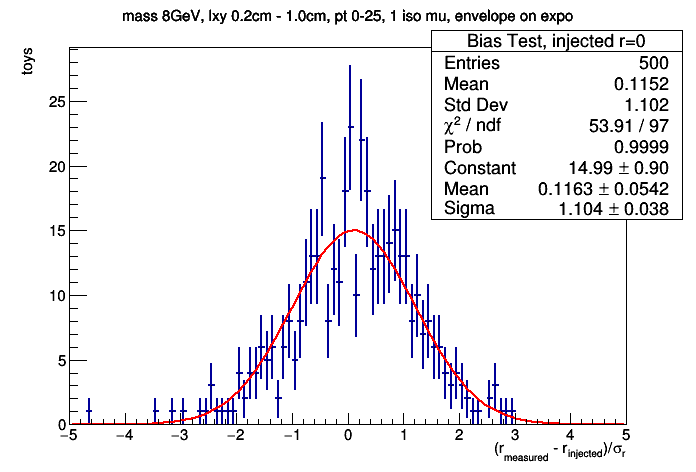 mass 8GeV, lxy 0.2cm - 1.0cm, pt 0-25, 1 iso mu, envelope on expo
Bias Test, injected r=0
Entries 500
Mean 0.1152
Std Dev 1.102
χ² / ndf 53.91 / 97
Prob 0.9999
Constant 14.99 ± 0.90
Mean 0.1163 ± 0.0542
Sigma 1.104 ± 0.038
toys
25
20
15
10
5
0
−5 −4 −3 −2 −1 0 1 2 3 4 5
(r_measured - r_injected)/σ_r